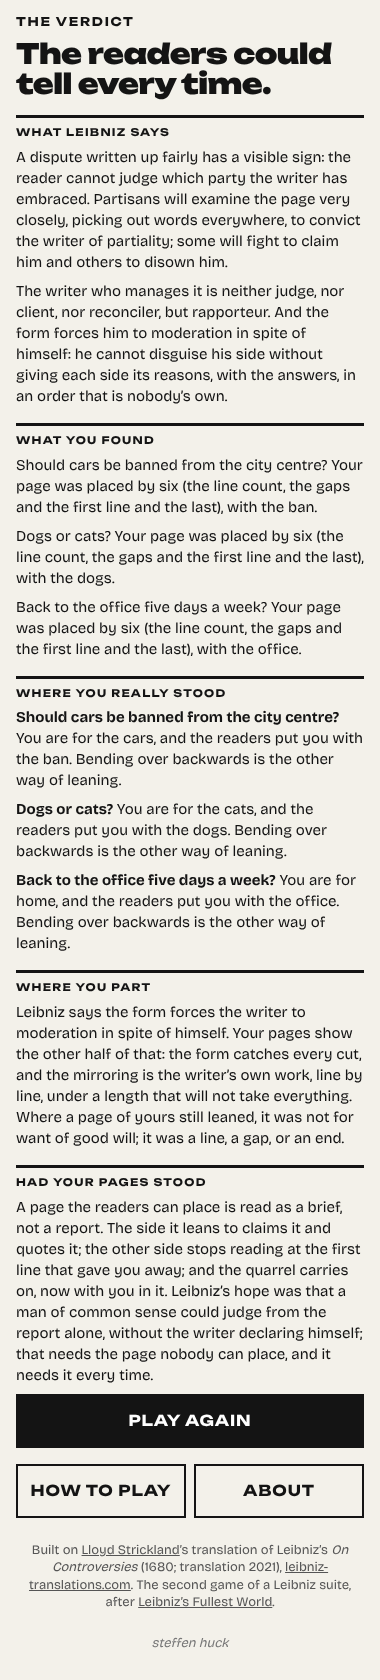 THE VERDICT
The readers could
tell every time.
WHAT LEIBNIZ SAYS
A dispute written up fairly has a visible sign: the
reader cannot judge which party the writer has
embraced. Partisans will examine the page very
closely, picking out words everywhere, to convict
the writer of partiality; some will fight to claim
him and others to disown him.
The writer who manages it is neither judge, nor
client, nor reconciler, but rapporteur. And the
form forces him to moderation in spite of
himself: he cannot disguise his side without
giving each side its reasons, with the answers, in
an order that is nobody's own.
WHAT YOU FOUND
Should cars be banned from the city centre? Your
page was placed by six (the line count, the gaps
and the first line and the last), with the ban.
Dogs or cats? Your page was placed by six (the
line count, the gaps and the first line and the last),
with the dogs.
Back to the office five days a week? Your page
was placed by six (the line count, the gaps and
the first line and the last), with the office.
WHERE YOU REALLY STOOD
Should cars be banned from the city centre?
You are for the cars, and the readers put you with
the ban. Bending over backwards is the other
way of leaning.
Dogs or cats? You are for the cats, and the
readers put you with the dogs. Bending over
backwards is the other way of leaning.
Back to the office five days a week? You are for
home, and the readers put you with the office.
Bending over backwards is the other way of
leaning.
WHERE YOU PART
Leibniz says the form forces the writer to
moderation in spite of himself. Your pages show
the other half of that: the form catches every cut,
and the mirroring is the writer's own work, line by
line, under a length that will not take everything.
Where a page of yours still leaned, it was not for
want of good will; it was a line, a gap, or an end.
HAD YOUR PAGES STOOD
A page the readers can place is read as a brief,
not a report. The side it leans to claims it and
quotes it; the other side stops reading at the first
line that gave you away; and the quarrel carries
on, now with you in it. Leibniz's hope was that a
man of common sense could judge from the
report alone, without the writer declaring himself;
that needs the page nobody can place, and it
needs it every time.
PLAY AGAIN
HOW TO PLAY
ABOUT
Built on Lloyd Strickland's translation of Leibniz's On
Controversies (1680; translation 2021), leibniz-
translations.com. The second game of a Leibniz suite,
after Leibniz's Fullest World.
steffen huck